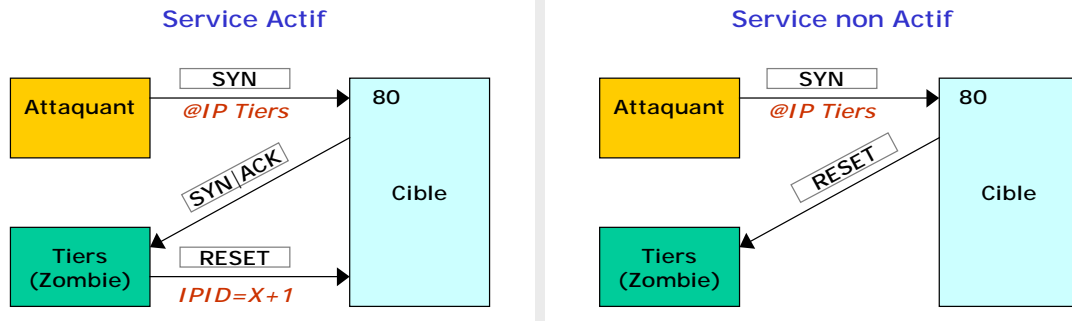 Service Actif
SYN
@IP Tiers
Attaquant
80
SYN|ACK
Cible
Tiers
(Zombie)
RESET
IPID=X+1
Service non Actif
SYN
@IP Tiers
Attaquant
80
RESET
Cible
Tiers
(Zombie)